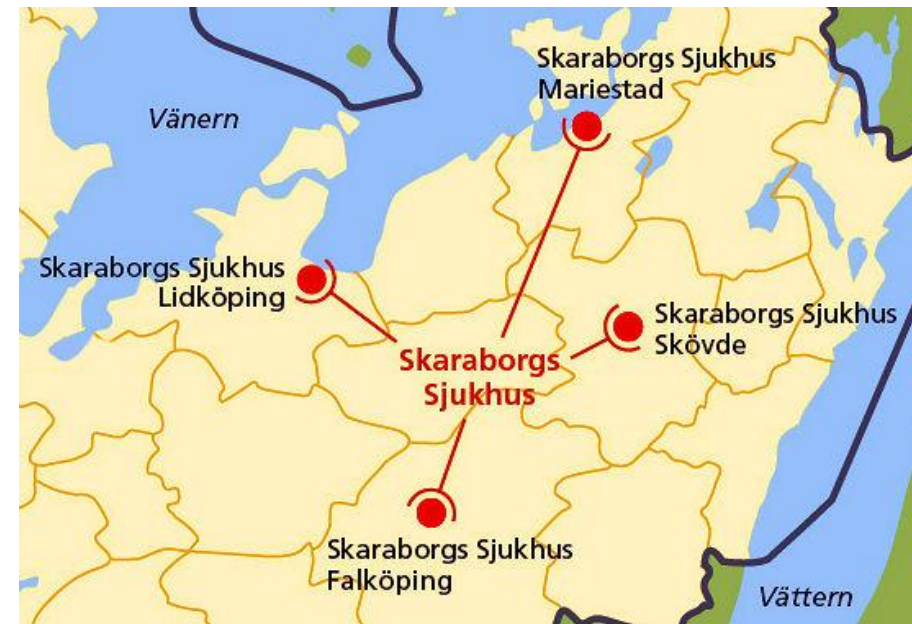 Skaraborgs Sjukhus
Mariestad
Vänern
Skaraborgs Sjukhus
Lidköping
Skaraborgs Sjukhus
Skövde
Skaraborgs
Sjukhus
Skaraborgs Sjukhus
Falköping
Vättern